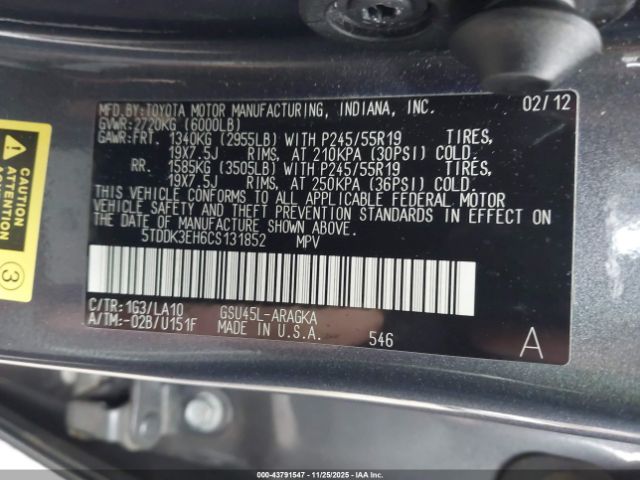 MFD. BY: TOYOTA MOTOR MANUFACTURING, INDIANA, INC. 02/12
GVWR: 2720KG (6000LB)
GAWR: FRT. 1340KG (2955LB) WITH P245/55R19 TIRES,
19X7.5J RIMS, AT 210KPA (30PSI) COLD.
RR. 1585KG (3505LB) WITH P245/55R19 TIRES,
19X7.5J RIMS, AT 250KPA (36PSI) COLD.
THIS VEHICLE CONFORMS TO ALL APPLICABLE FEDERAL MOTOR
VEHICLE SAFETY AND THEFT PREVENTION STANDARDS IN EFFECT ON
THE DATE OF MANUFACTURE SHOWN ABOVE.
5TDDK3EH6CS131852 MPV
C/TR: 1G3/LA10 GSU45L-ARAGKA
A/TM:-02B/U151F MADE IN U.S.A. 546
A
CAUTION
ATTENTION
3
00-43791547 11/25/2025 Copyright © IAA Holdings, LLC